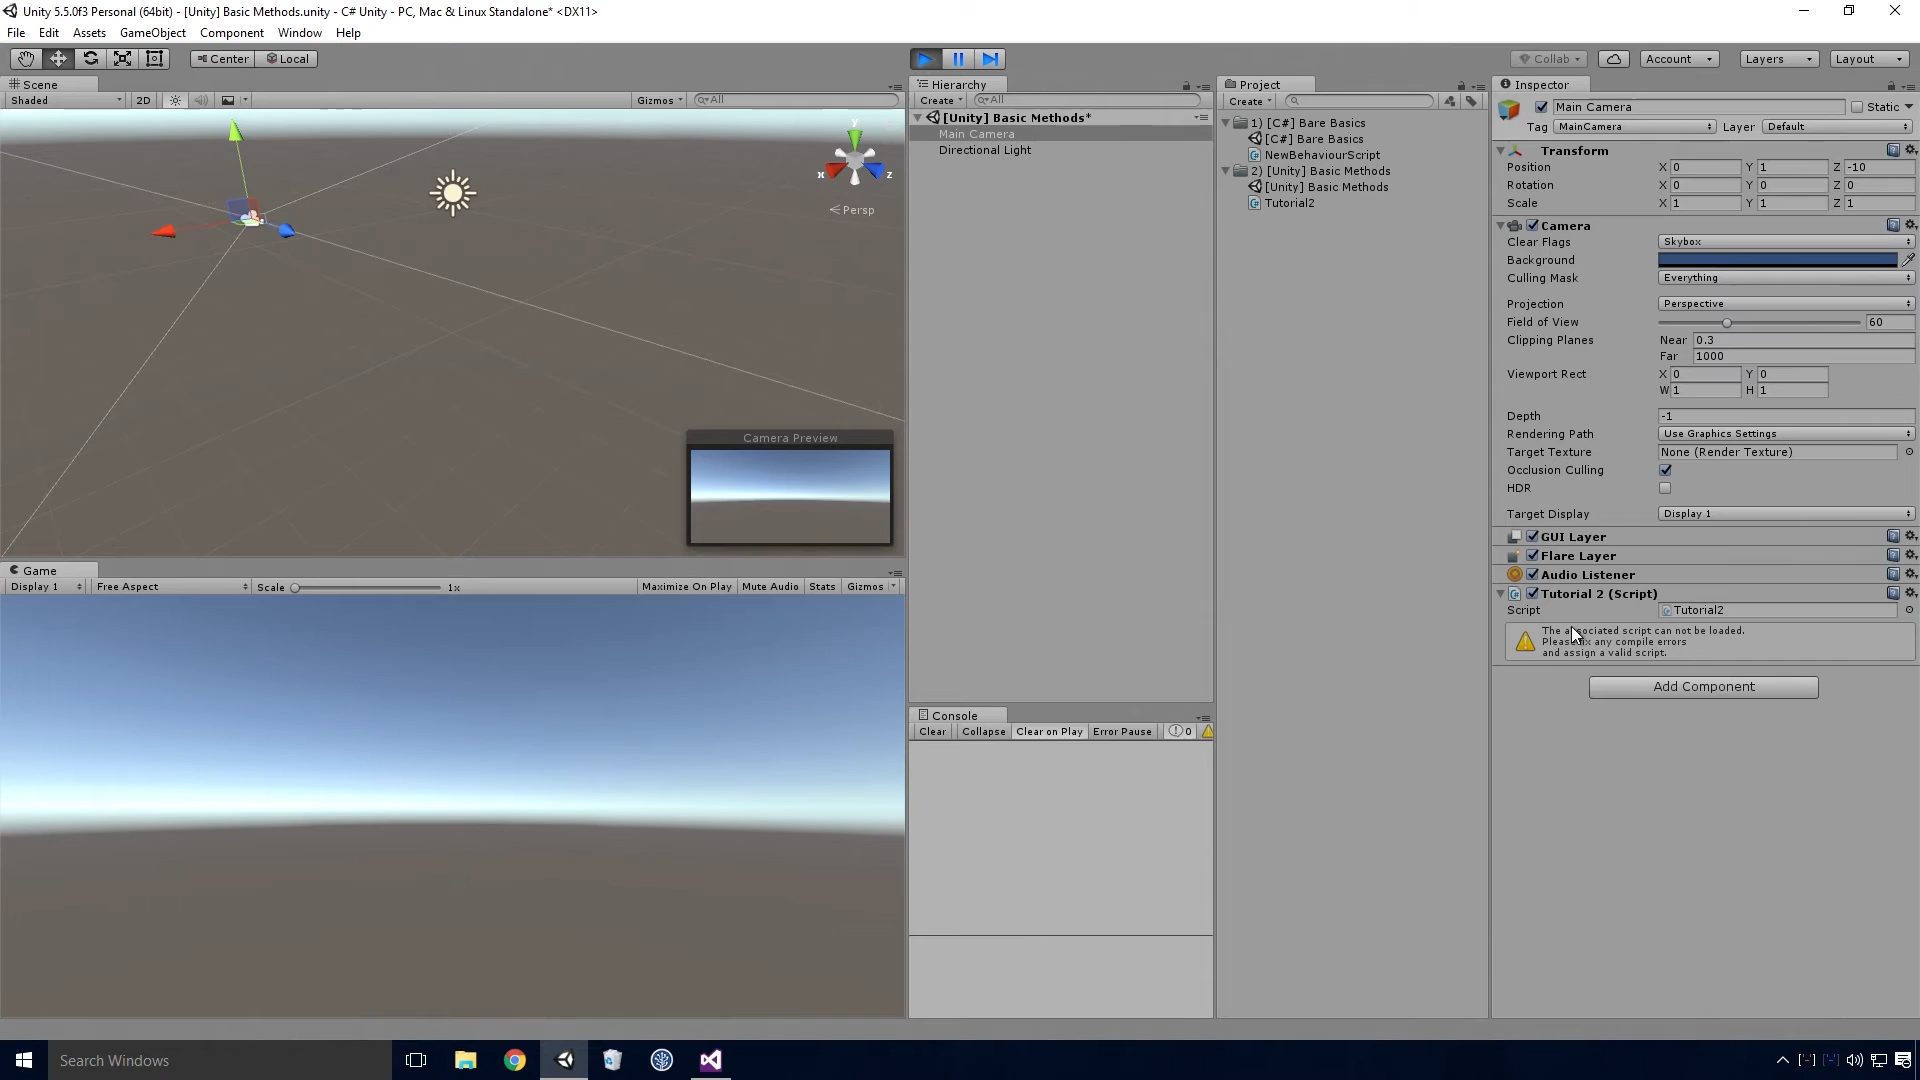 Unity 5.5.0f3 Personal (64bit) - [Unity] Basic Methods.unity - C# Unity - PC, Mac & Linux Standalone* <DX11>
File Edit Assets GameObject Component Window Help
Center Local
Collab Account Layers Layout
Scene
Shaded 2D Gizmos All
y x z
Persp
Camera Preview
Game
Display 1 Free Aspect Scale 1x Maximize On Play Mute Audio Stats Gizmos
Hierarchy
Create All
[Unity] Basic Methods*
Main Camera
Directional Light
Console
Clear Collapse Clear on Play Error Pause 0
Project
Create
1) [C#] Bare Basics
[C#] Bare Basics
NewBehaviourScript
2) [Unity] Basic Methods
[Unity] Basic Methods
Tutorial2
Inspector
Main Camera Static
Tag MainCamera Layer Default
Transform
Position X 0 Y 1 Z -10
Rotation X 0 Y 0 Z 0
Scale X 1 Y 1 Z 1
Camera
Clear Flags Skybox
Background
Culling Mask Everything
Projection Perspective
Field of View 60
Clipping Planes Near 0.3
Far 1000
Viewport Rect X 0 Y 0
W 1 H 1
Depth -1
Rendering Path Use Graphics Settings
Target Texture None (Render Texture)
Occlusion Culling
HDR
Target Display Display 1
GUI Layer
Flare Layer
Audio Listener
Tutorial 2 (Script)
Script Tutorial2
The associated script can not be loaded.
Please fix any compile errors
and assign a valid script.
Add Component
Search Windows